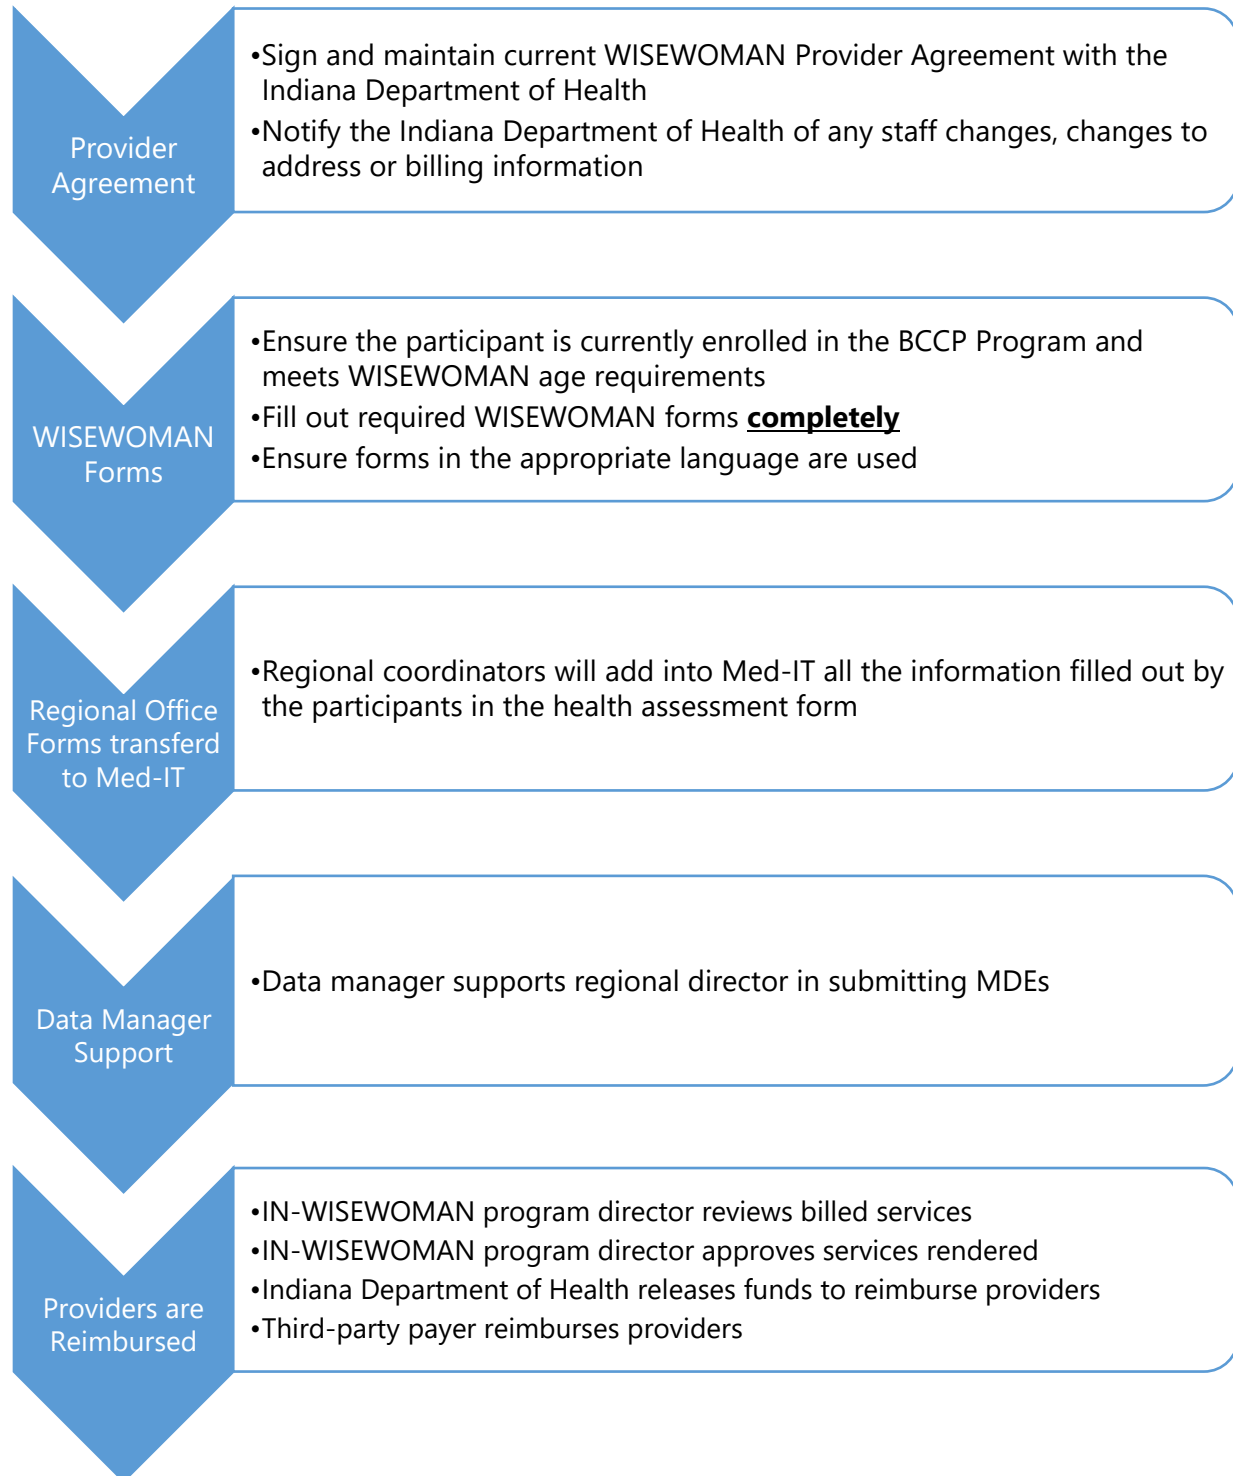 Provider
Agreement
•Sign and maintain current WISEWOMAN Provider Agreement with the
Indiana Department of Health
•Notify the Indiana Department of Health of any staff changes, changes to
address or billing information
WISEWOMAN
Forms
•Ensure the participant is currently enrolled in the BCCP Program and
meets WISEWOMAN age requirements
•Fill out required WISEWOMAN forms completely
•Ensure forms in the appropriate language are used
Regional Office
Forms transferd
to Med-IT
•Regional coordinators will add into Med-IT all the information filled out by
the participants in the health assessment form
Data Manager
Support
•Data manager supports regional director in submitting MDEs
Providers are
Reimbursed
•IN-WISEWOMAN program director reviews billed services
•IN-WISEWOMAN program director approves services rendered
•Indiana Department of Health releases funds to reimburse providers
•Third-party payer reimburses providers